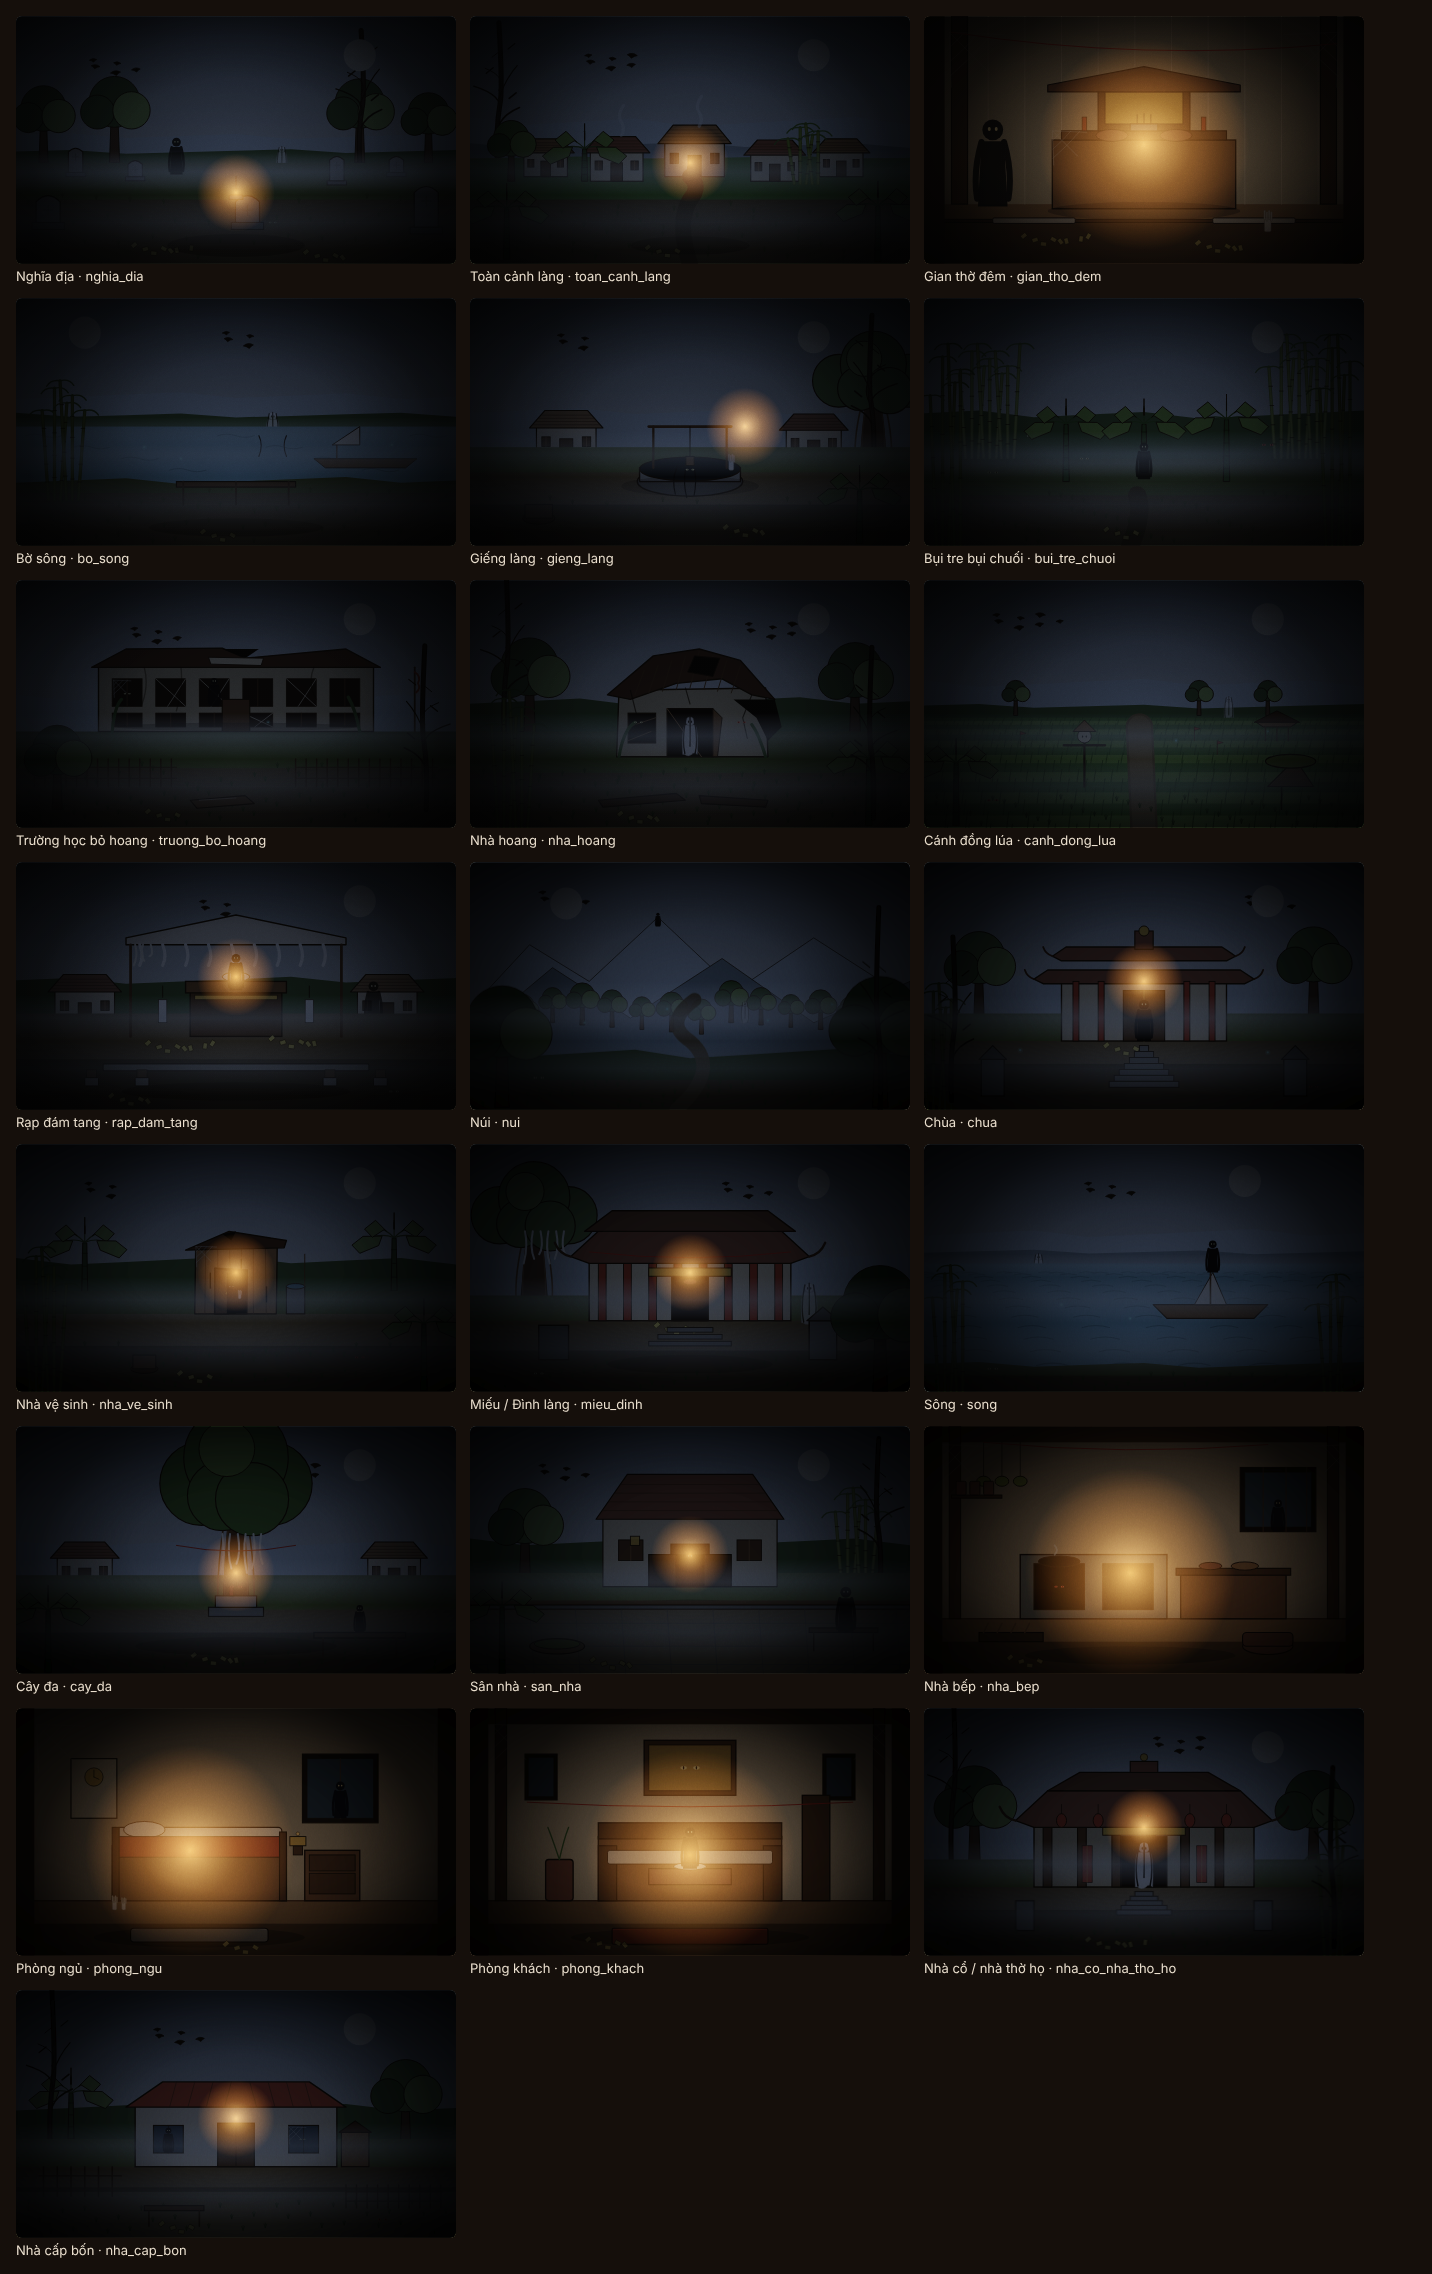 Nghĩa địa · nghia_dia
Toàn cảnh làng · toan_canh_lang
Gian thờ đêm · gian_tho_dem
Bờ sông · bo_song
Giếng làng · gieng_lang
Bụi tre bụi chuối · bui_tre_chuoi
Trường học bỏ hoang · truong_bo_hoang
Nhà hoang · nha_hoang
Cánh đồng lúa · canh_dong_lua
Rạp đám tang · rap_dam_tang
Núi · nui
Chùa · chua
Nhà vệ sinh · nha_ve_sinh
Miếu / Đình làng · mieu_dinh
Sông · song
Cây đa · cay_da
Sân nhà · san_nha
Nhà bếp · nha_bep
Phòng ngủ · phong_ngu
Phòng khách · phong_khach
Nhà cổ / nhà thờ họ · nha_co_nha_tho_ho
Nhà cấp bốn · nha_cap_bon